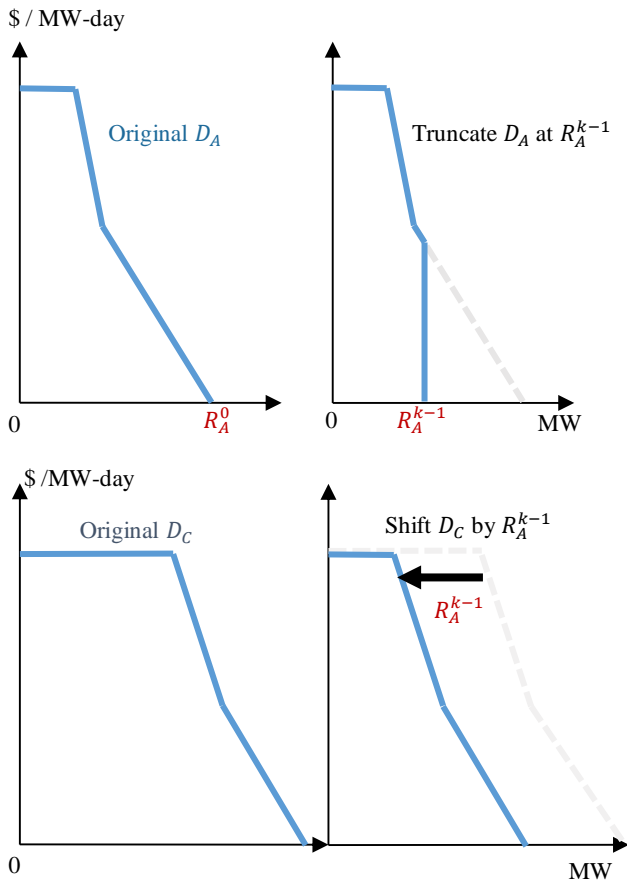 $ / MW-day
Original $D_A$
Truncate $D_A$ at $R_A^{k-1}$
0
$R_A^0$
0
$R_A^{k-1}$
MW
$ /MW-day
Original $D_C$
Shift $D_C$ by $R_A^{k-1}$
$R_A^{k-1}$
0
MW